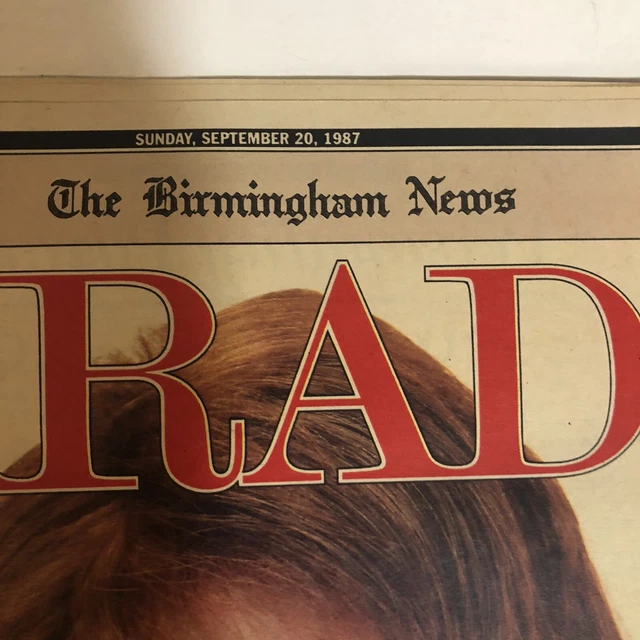 SUNDAY, SEPTEMBER 20, 1987
The Birmingham News
RAD